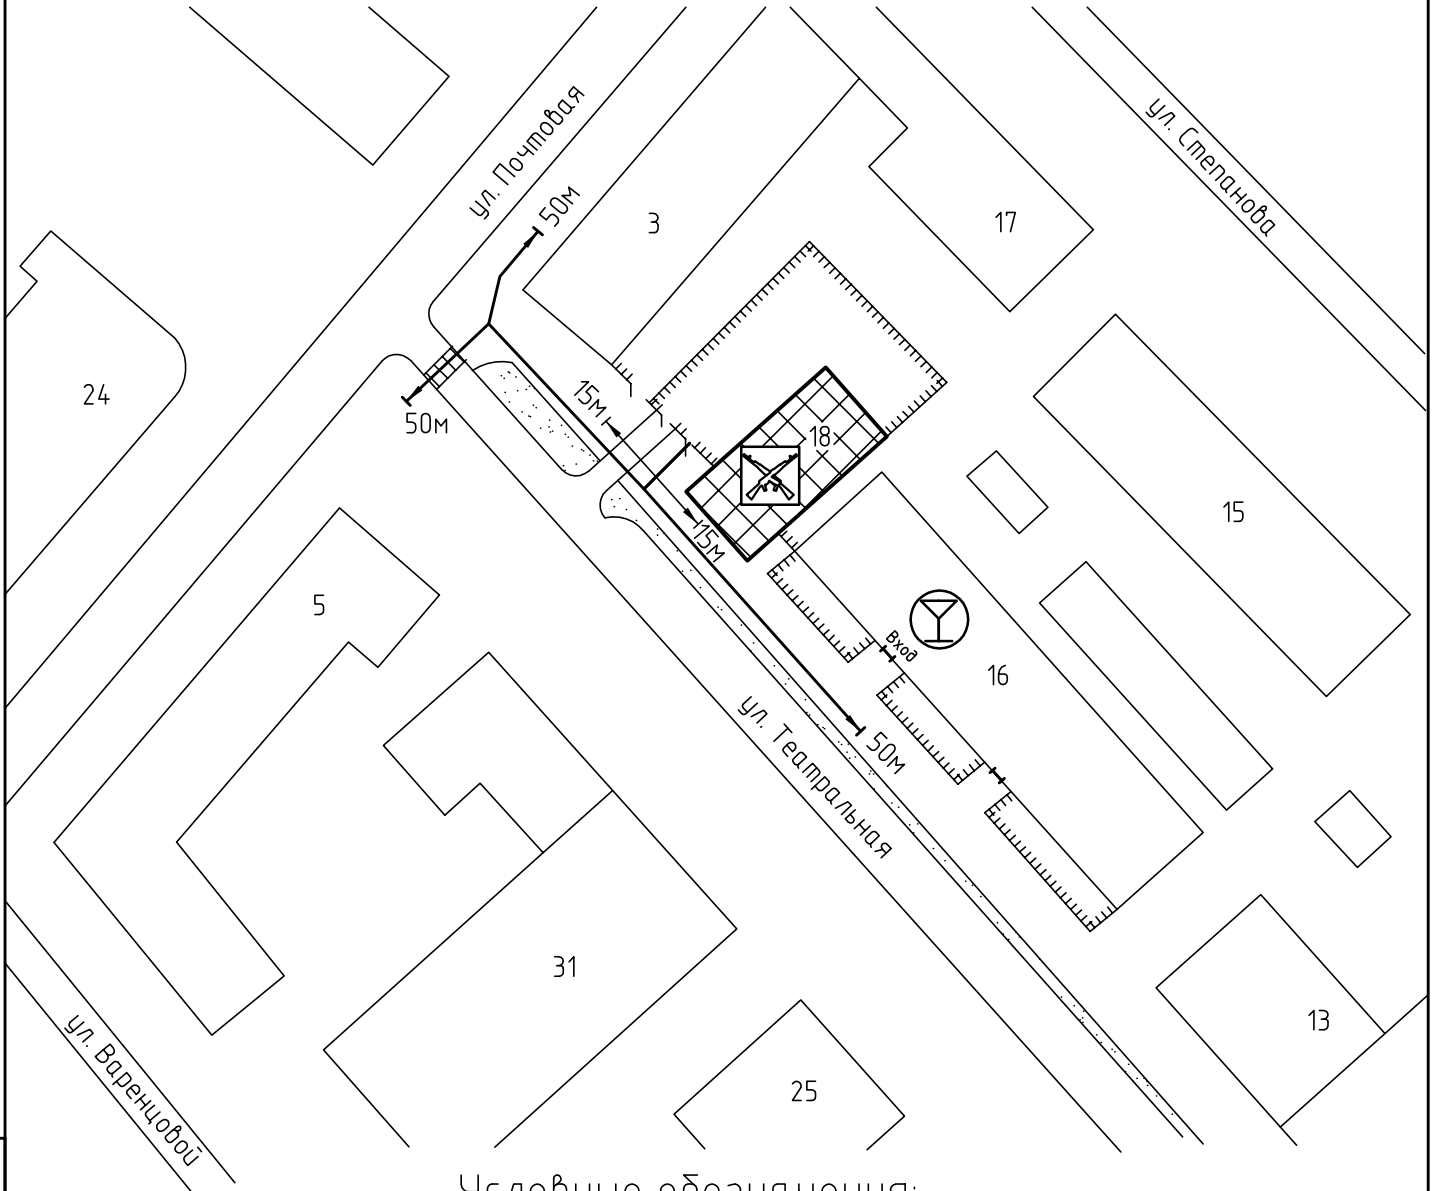 ул. Почтовая
ул. Степанова
50м
3
17
24
15м
50м
18
15
15м
5
Вход
16
ул. Театральная
50м
31
13
ул. Варенцовой
25
Условные обозначения: